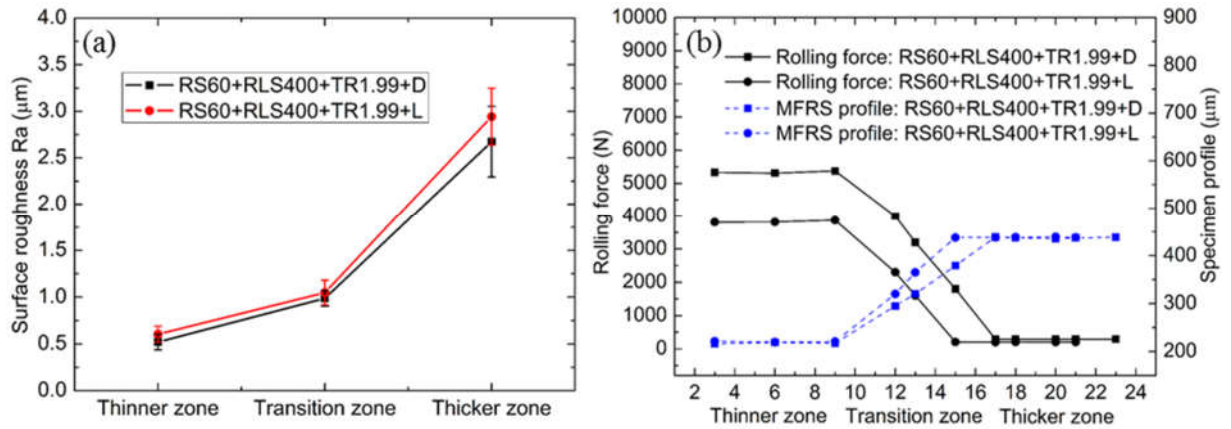 (a)
RS60+RLS400+TR1.99+D
RS60+RLS400+TR1.99+L
Surface roughness Ra (μm)
4.0
3.5
3.0
2.5
2.0
1.5
1.0
0.5
0.0
Thinner zone Transition zone Thicker zone
(b)
Rolling force: RS60+RLS400+TR1.99+D
Rolling force: RS60+RLS400+TR1.99+L
MFRS profile: RS60+RLS400+TR1.99+D
MFRS profile: RS60+RLS400+TR1.99+L
Rolling force (N)
10000
9000
8000
7000
6000
5000
4000
3000
2000
1000
0
Specimen profile (μm)
900
800
700
600
500
400
300
200
2 4 6 8 10 12 14 16 18 20 22 24
Thinner zone Transition zone Thicker zone